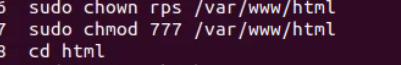 6 sudo chown rps /var/www/html
7 sudo chmod 777 /var/www/html
8 cd html